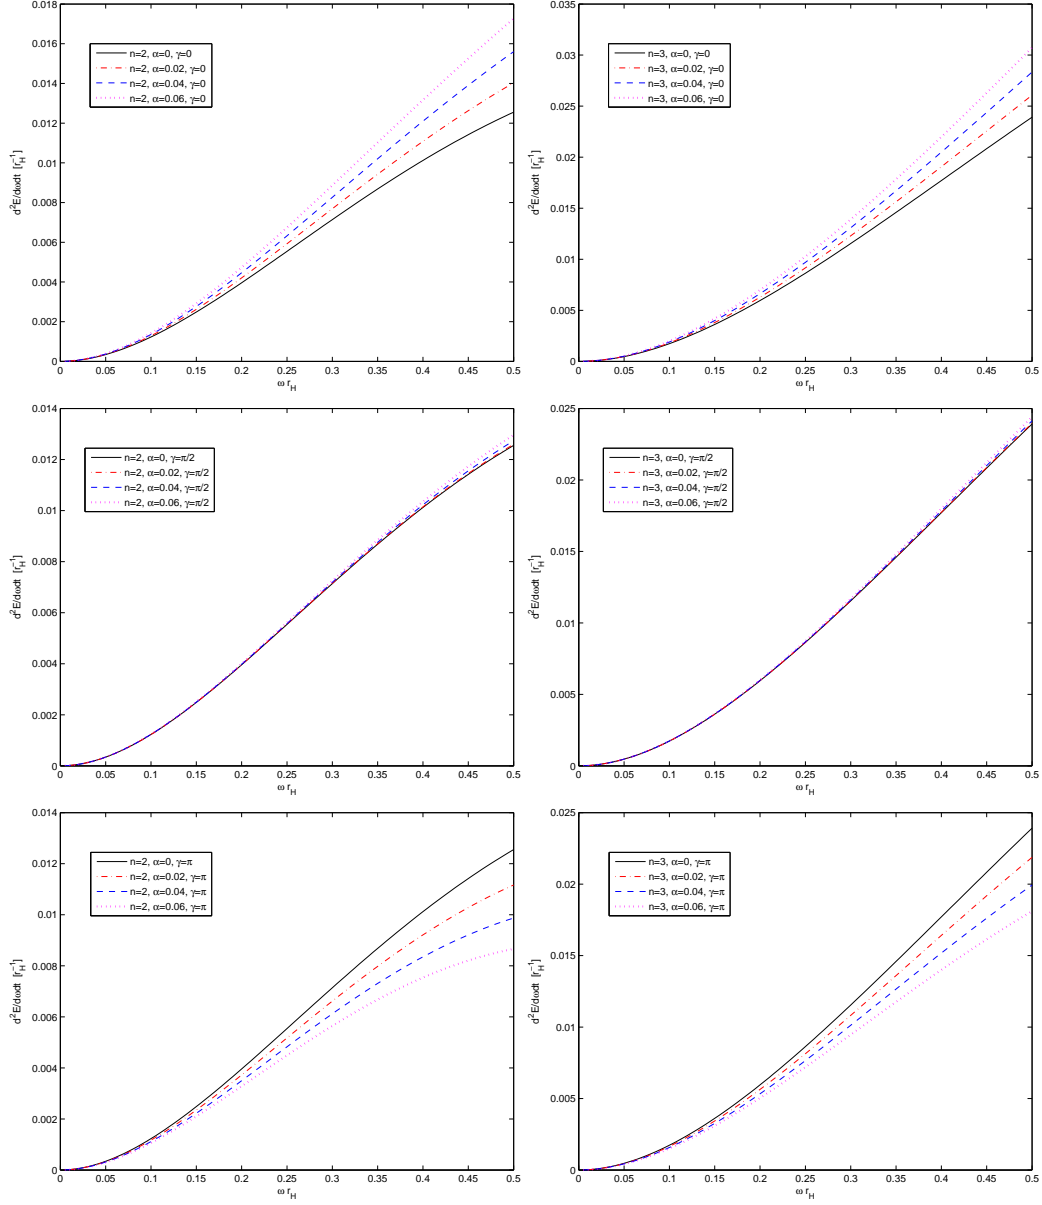 0.018
0.016
0.014
0.012
0.01
0.008
0.006
0.004
0.002
0
d²E/dωdt [r_H⁻¹]
n=2, α=0, γ=0
n=2, α=0.02, γ=0
n=2, α=0.04, γ=0
n=2, α=0.06, γ=0
0 0.05 0.1 0.15 0.2 0.25 0.3 0.35 0.4 0.45 0.5
ω r_H
0.035
0.03
0.025
0.02
0.015
0.01
0.005
0
d²E/dωdt [r_H⁻¹]
n=3, α=0, γ=0
n=3, α=0.02, γ=0
n=3, α=0.04, γ=0
n=3, α=0.06, γ=0
0 0.05 0.1 0.15 0.2 0.25 0.3 0.35 0.4 0.45 0.5
ω r_H
0.014
0.012
0.01
0.008
0.006
0.004
0.002
0
d²E/dωdt [r_H⁻¹]
n=2, α=0, γ=π/2
n=2, α=0.02, γ=π/2
n=2, α=0.04, γ=π/2
n=2, α=0.06, γ=π/2
0 0.05 0.1 0.15 0.2 0.25 0.3 0.35 0.4 0.45 0.5
ω r_H
0.025
0.02
0.015
0.01
0.005
0
d²E/dωdt [r_H⁻¹]
n=3, α=0, γ=π/2
n=3, α=0.02, γ=π/2
n=3, α=0.04, γ=π/2
n=3, α=0.06, γ=π/2
0 0.05 0.1 0.15 0.2 0.25 0.3 0.35 0.4 0.45 0.5
ω r_H
0.014
0.012
0.01
0.008
0.006
0.004
0.002
0
d²E/dωdt [r_H⁻¹]
n=2, α=0, γ=π
n=2, α=0.02, γ=π
n=2, α=0.04, γ=π
n=2, α=0.06, γ=π
0 0.05 0.1 0.15 0.2 0.25 0.3 0.35 0.4 0.45 0.5
ω r_H
0.025
0.02
0.015
0.01
0.005
0
d²E/dωdt [r_H⁻¹]
n=3, α=0, γ=π
n=3, α=0.02, γ=π
n=3, α=0.04, γ=π
n=3, α=0.06, γ=π
0 0.05 0.1 0.15 0.2 0.25 0.3 0.35 0.4 0.45 0.5
ω r_H